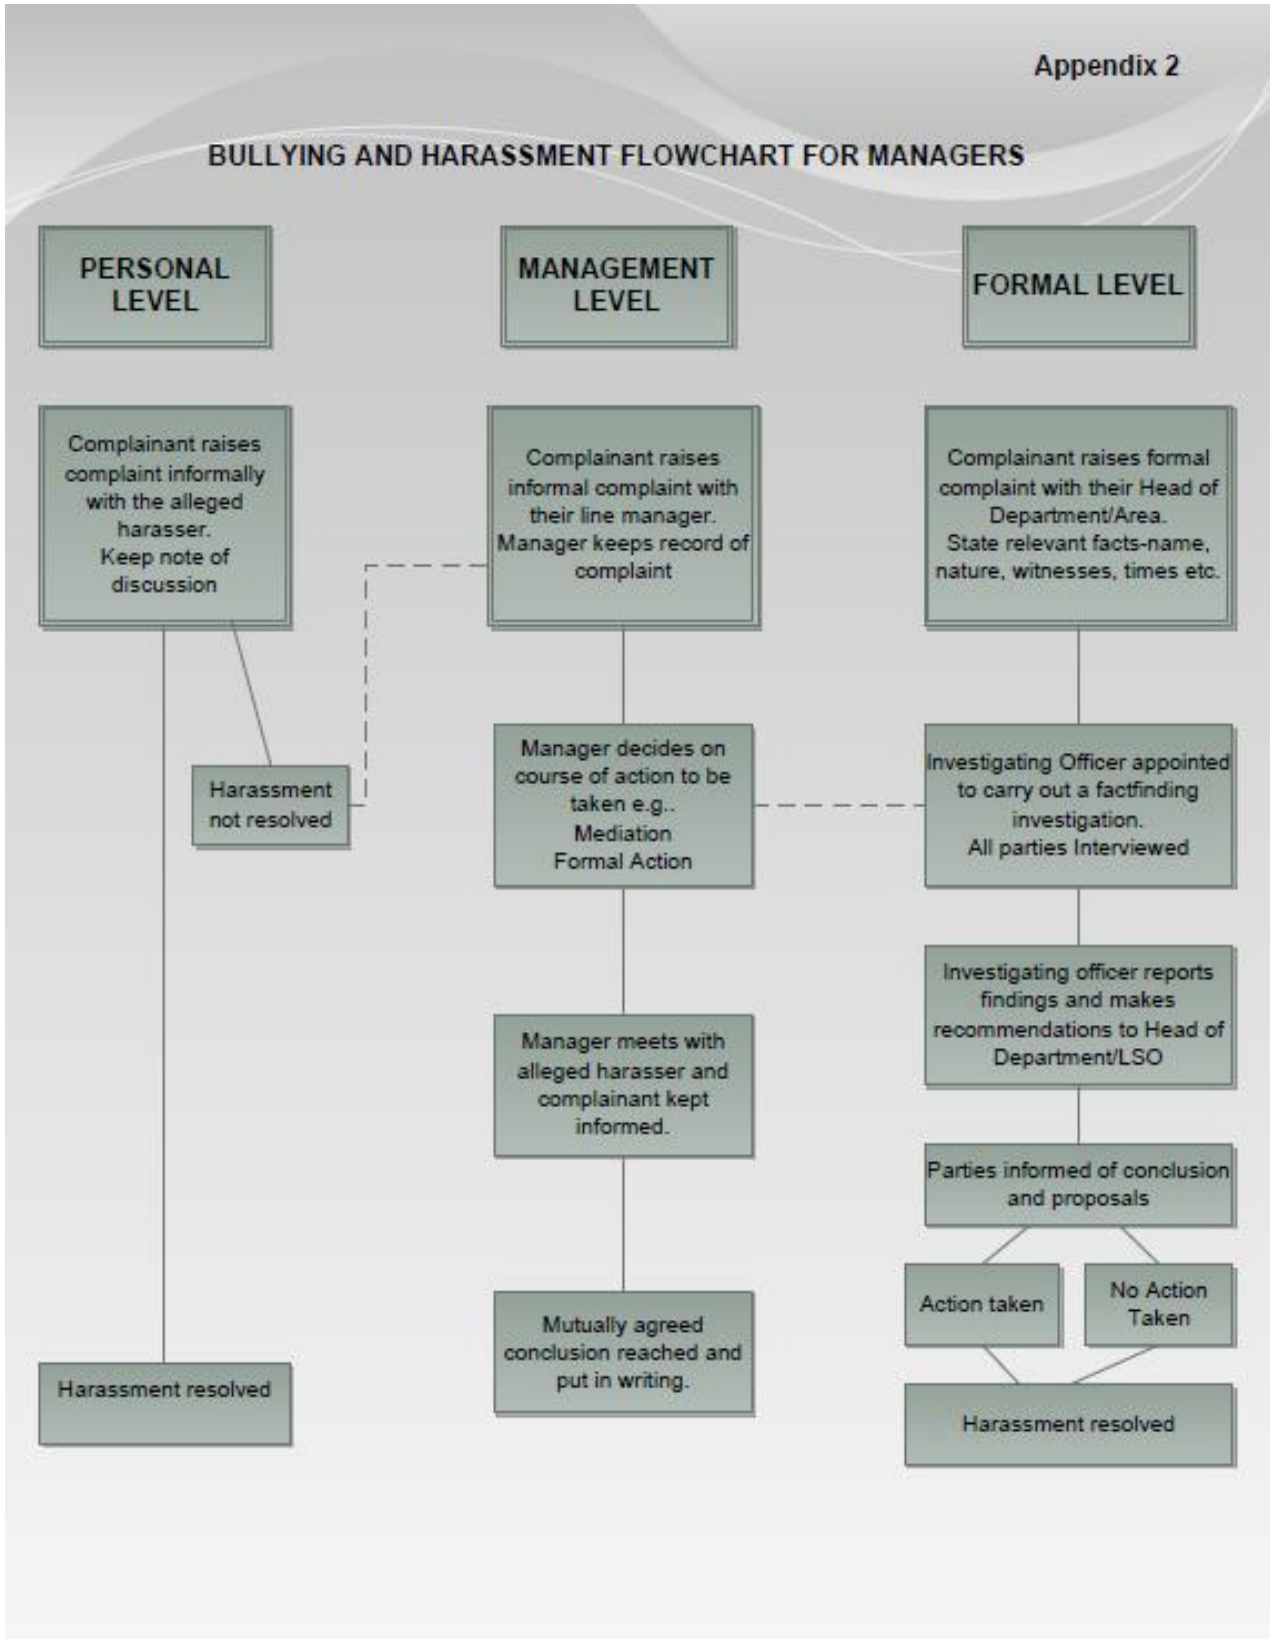 Appendix 2
BULLYING AND HARASSMENT FLOWCHART FOR MANAGERS
PERSONAL
LEVEL
MANAGEMENT
LEVEL
FORMAL LEVEL
Complainant raises
complaint informally
with the alleged
harasser.
Keep note of
discussion
Complainant raises
informal complaint with
their line manager.
Manager keeps record of
complaint
Complainant raises formal
complaint with their Head of
Department/Area.
State relevant facts-name,
nature, witnesses, times etc.
Harassment
not resolved
Manager decides on
course of action to be
taken e.g..
Mediation
Formal Action
Investigating Officer appointed
to carry out a factfinding
investigation.
All parties Interviewed
Manager meets with
alleged harasser and
complainant kept
informed.
Investigating officer reports
findings and makes
recommendations to Head of
Department/LSO
Parties informed of conclusion
and proposals
Action taken
No Action
Taken
Mutually agreed
conclusion reached and
put in writing.
Harassment resolved
Harassment resolved